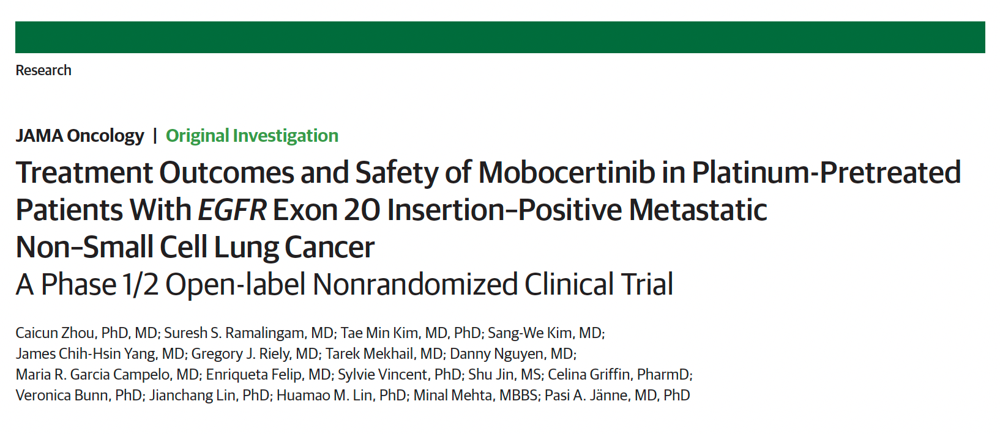 Research
JAMA Oncology | Original Investigation
Treatment Outcomes and Safety of Mobocertinib in Platinum-Pretreated
Patients With EGFR Exon 20 Insertion–Positive Metastatic
Non–Small Cell Lung Cancer
A Phase 1/2 Open-label Nonrandomized Clinical Trial
Caicun Zhou, PhD, MD; Suresh S. Ramalingam, MD; Tae Min Kim, MD, PhD; Sang-We Kim, MD;
James Chih-Hsin Yang, MD; Gregory J. Riely, MD; Tarek Mekhail, MD; Danny Nguyen, MD;
Maria R. Garcia Campelo, MD; Enriqueta Felip, MD; Sylvie Vincent, PhD; Shu Jin, MS; Celina Griffin, PharmD;
Veronica Bunn, PhD; Jianchang Lin, PhD; Huamao M. Lin, PhD; Minal Mehta, MBBS; Pasi A. Jänne, MD, PhD